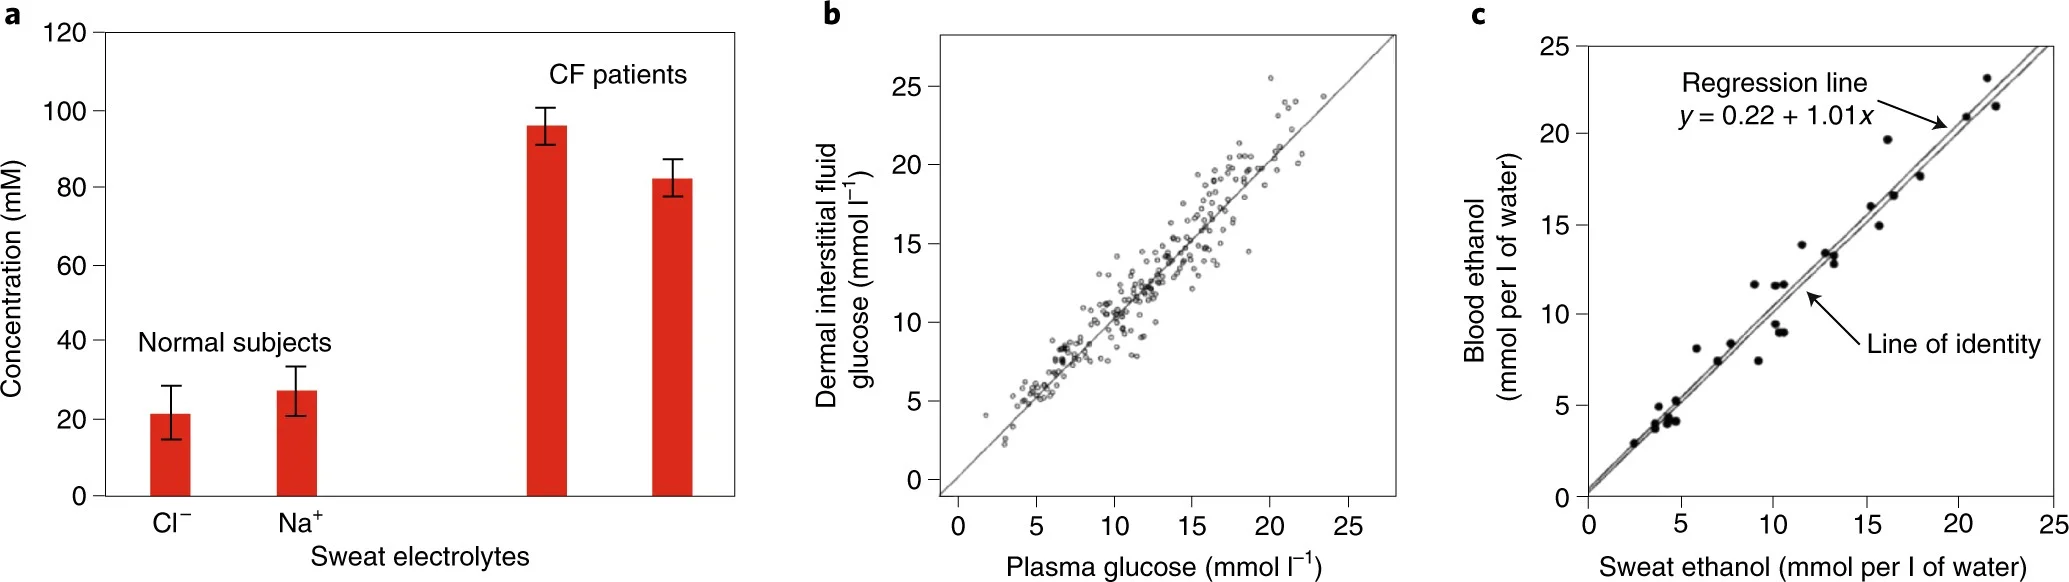 a
120
100
80
60
40
20
0
Concentration (mM)
Normal subjects
CF patients
Cl⁻
Na⁺
Sweat electrolytes
b
25
20
15
10
5
0
Dermal interstitial fluid
glucose (mmol l⁻¹)
0 5 10 15 20 25
Plasma glucose (mmol l⁻¹)
c
25
20
15
10
5
0
Blood ethanol
(mmol per l of water)
Regression line
y = 0.22 + 1.01x
Line of identity
0 5 10 15 20 25
Sweat ethanol (mmol per l of water)